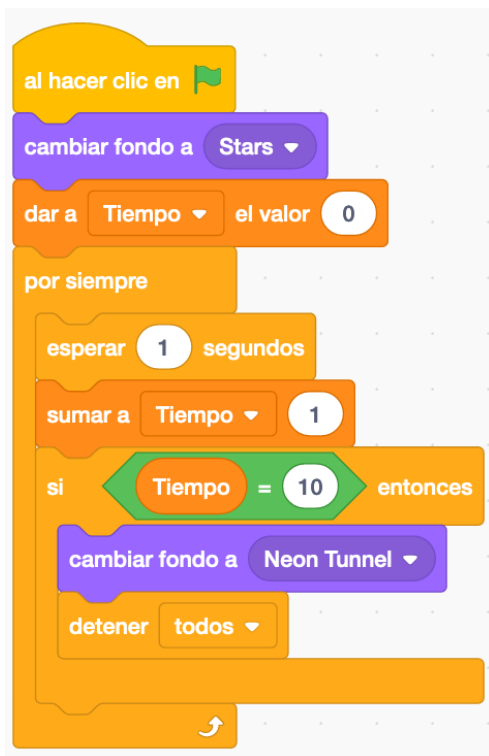 al hacer clic en
cambiar fondo a Stars
dar a Tiempo el valor 0
por siempre
esperar 1 segundos
sumar a Tiempo 1
si Tiempo = 10 entonces
cambiar fondo a Neon Tunnel
detener todos